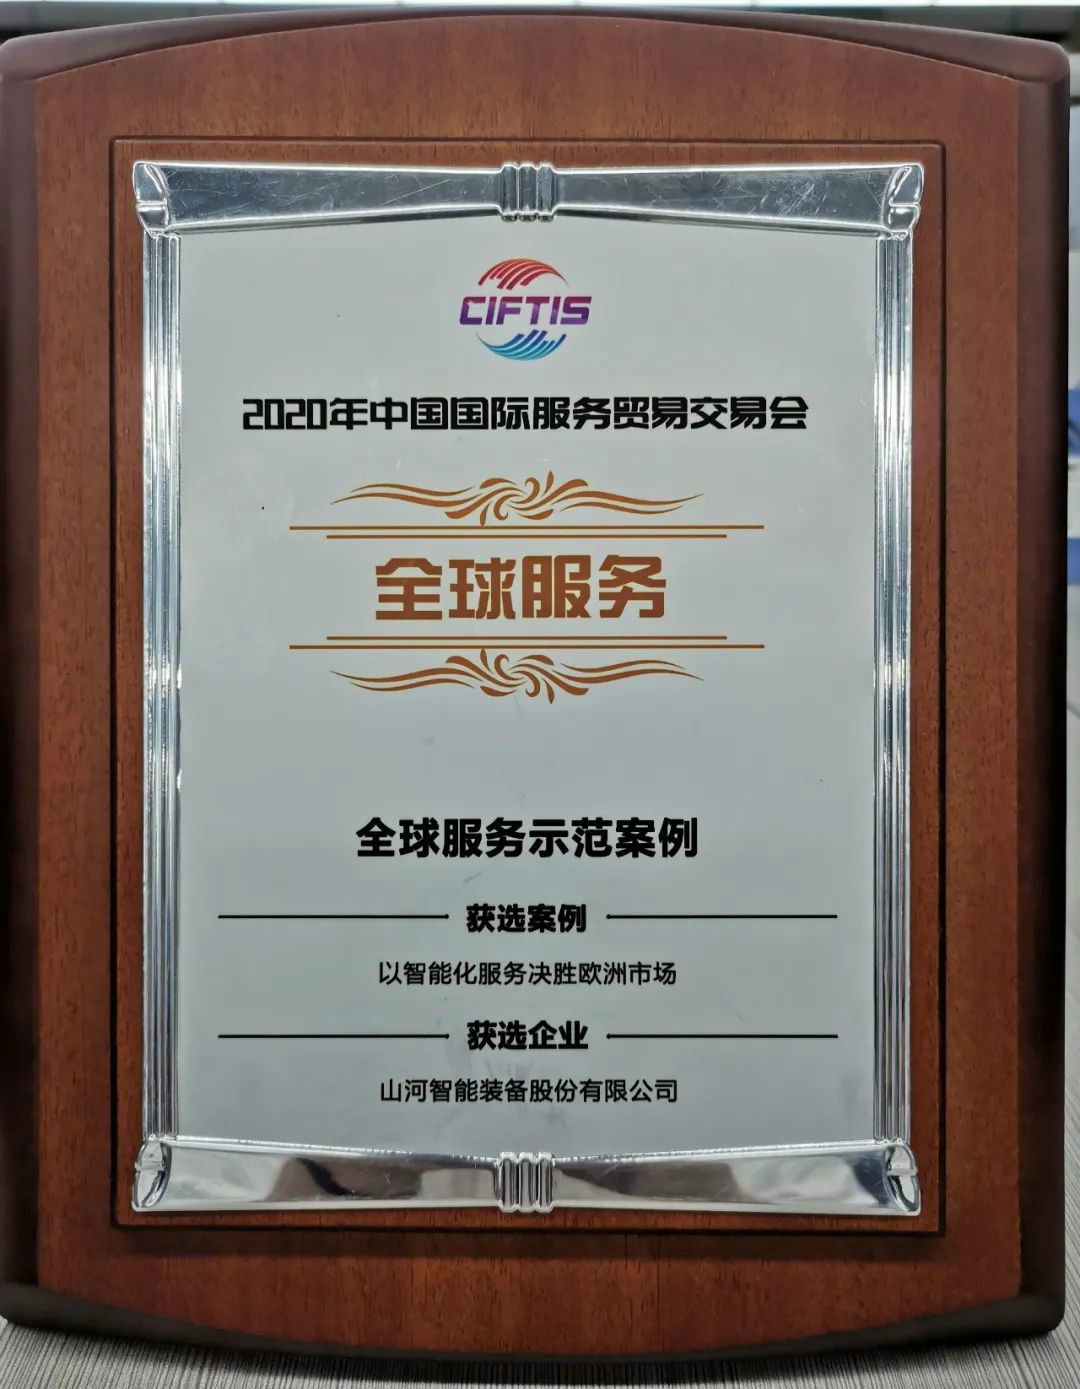 CIFTIS
2020年中国国际服务贸易交易会
全球服务
全球服务示范案例
获选案例
以智能化服务决胜欧洲市场
获选企业
山河智能装备股份有限公司